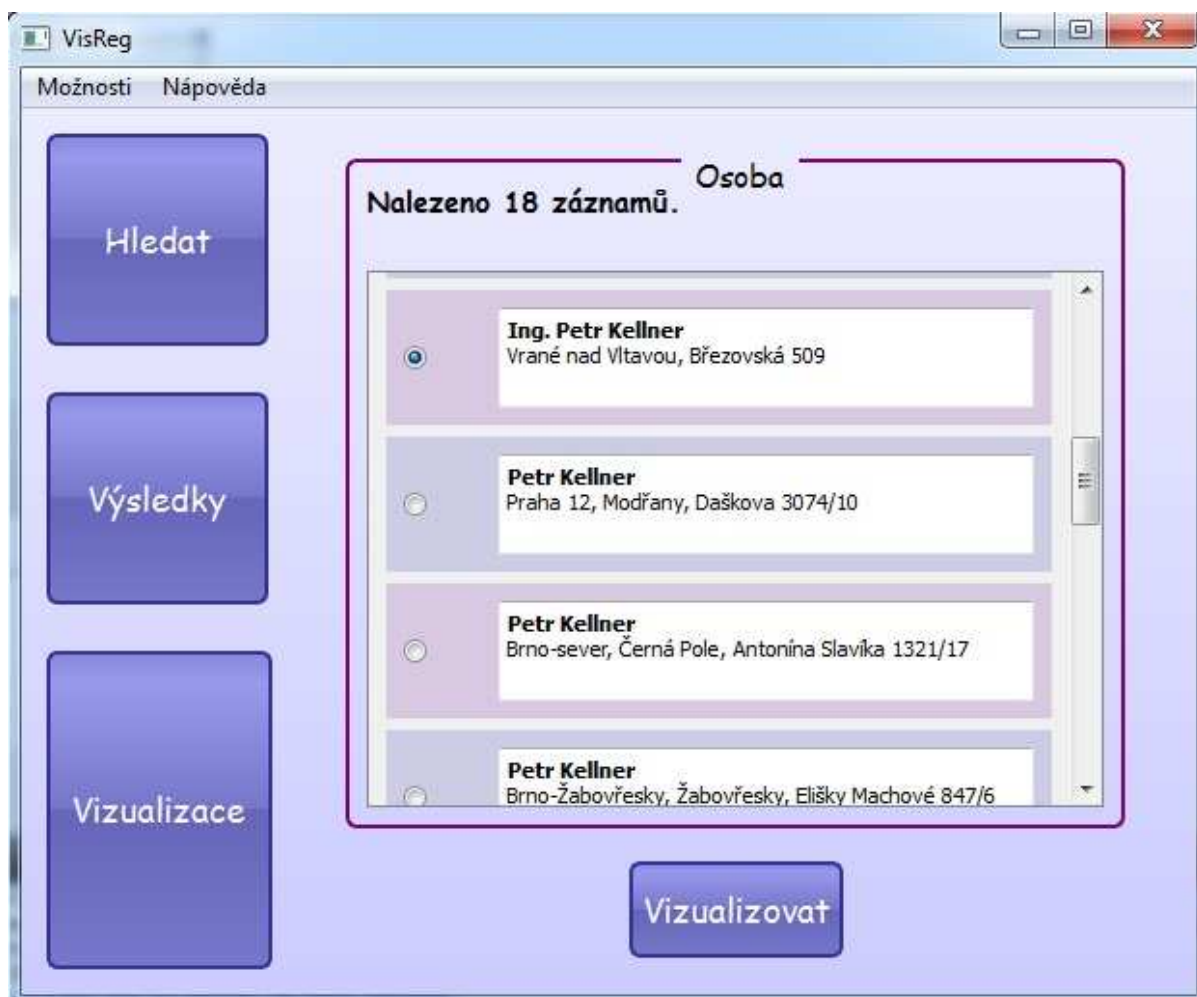 VisReg
Možnosti Nápověda
Hledat
Výsledky
Vizualizace
Osoba
Nalezeno 18 záznamů.
Ing. Petr Kellner
Vrané nad Vltavou, Březovská 509
Petr Kellner
Praha 12, Modřany, Daškova 3074/10
Petr Kellner
Brno-sever, Černá Pole, Antonína Slavíka 1321/17
Petr Kellner
Brno-Žabovřesky, Žabovřesky, Elišky Machové 847/6
Vizualizovat